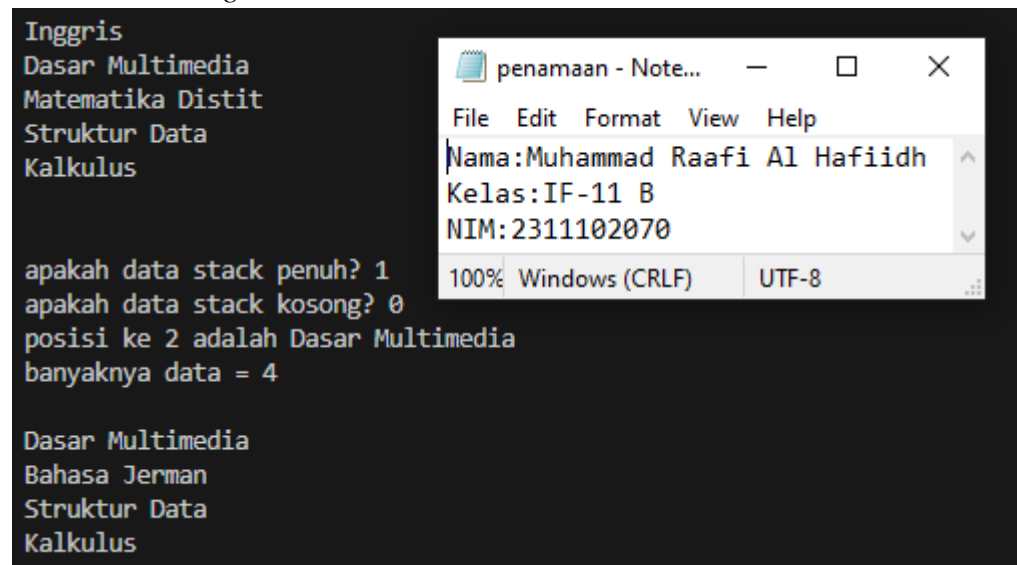 Inggris
Dasar Multimedia
Matematika Distit
Struktur Data
Kalkulus
apakah data stack penuh? 1
apakah data stack kosong? 0
posisi ke 2 adalah Dasar Multimedia
banyaknya data = 4
Dasar Multimedia
Bahasa Jerman
Struktur Data
Kalkulus
penamaan - Note...
File Edit Format View Help
Nama:Muhammad Raafi Al Hafiidh
Kelas:IF-11 B
NIM:2311102070
100% Windows (CRLF) UTF-8